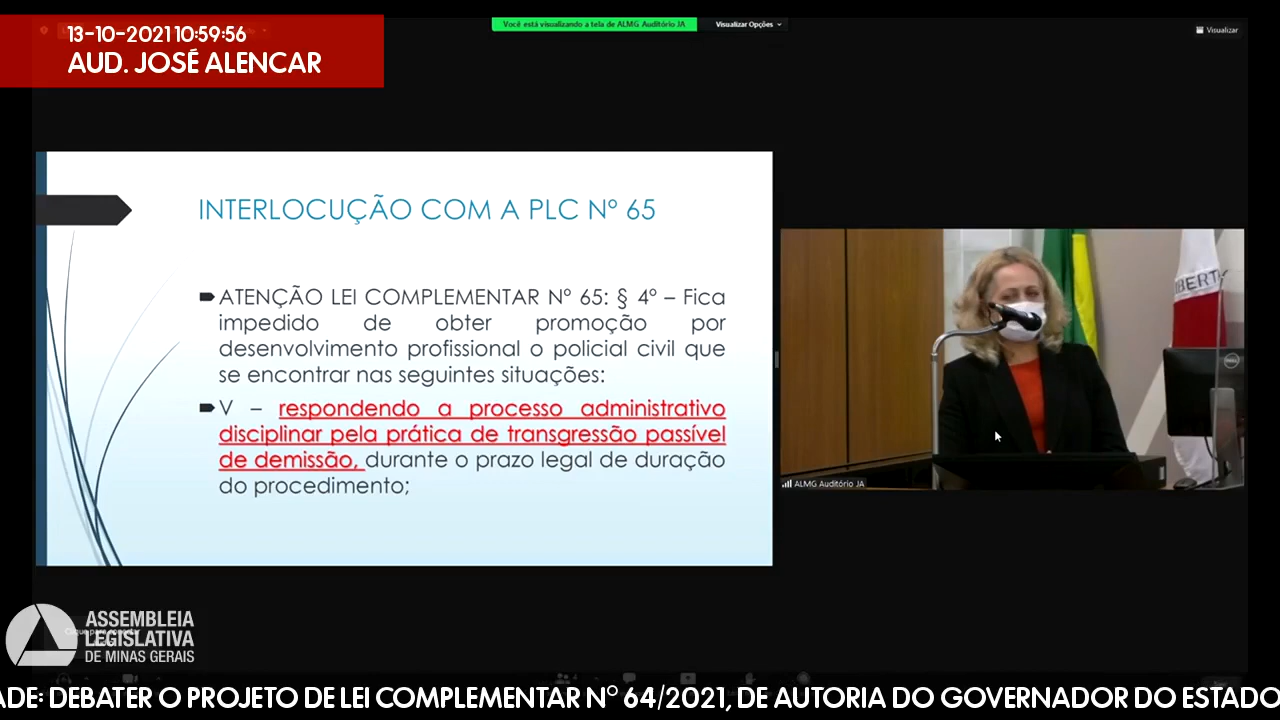 13-10-2021 10:59:56
AUD. JOSÉ ALENCAR
Você está visualizando a tela de ALMG Auditório JA
Visualizar Opções
Visualizar
INTERLOCUÇÃO COM A PLC Nº 65
ATENÇÃO LEI COMPLEMENTAR Nº 65: § 4º – Fica
impedido de obter promoção por
desenvolvimento profissional o policial civil que
se encontrar nas seguintes situações:
V – respondendo a processo administrativo
disciplinar pela prática de transgressão passível
de demissão, durante o prazo legal de duração
do procedimento;
IBERT
DELL
ALMG Auditório JA
ASSEMBLEIA
LEGISLATIVA
DE MINAS GERAIS
ADE: DEBATER O PROJETO DE LEI COMPLEMENTAR Nº 64/2021, DE AUTORIA DO GOVERNADOR DO ESTADO